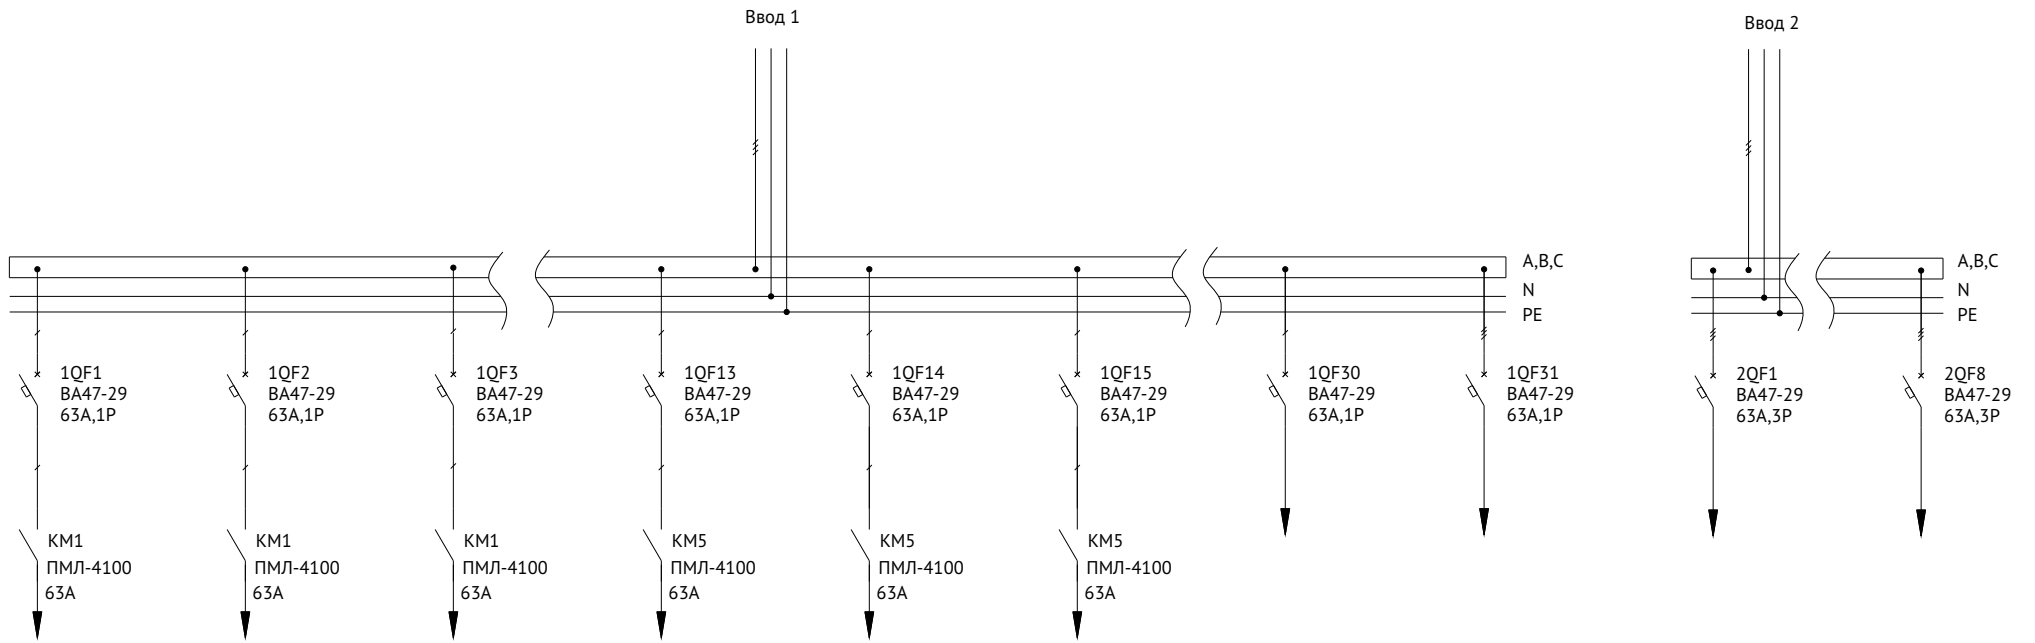 Ввод 1
Ввод 2
A,B,C
N
PE
A,B,C
N
PE
1QF1
ВА47-29
63А,1Р
1QF2
ВА47-29
63А,1Р
1QF3
ВА47-29
63А,1Р
1QF13
ВА47-29
63А,1Р
1QF14
ВА47-29
63А,1Р
1QF15
ВА47-29
63А,1Р
1QF30
ВА47-29
63А,1Р
1QF31
ВА47-29
63А,1Р
2QF1
ВА47-29
63А,3Р
2QF8
ВА47-29
63А,3Р
КМ1
ПМЛ-4100
63А
КМ1
ПМЛ-4100
63А
КМ1
ПМЛ-4100
63А
КМ5
ПМЛ-4100
63А
КМ5
ПМЛ-4100
63А
КМ5
ПМЛ-4100
63А